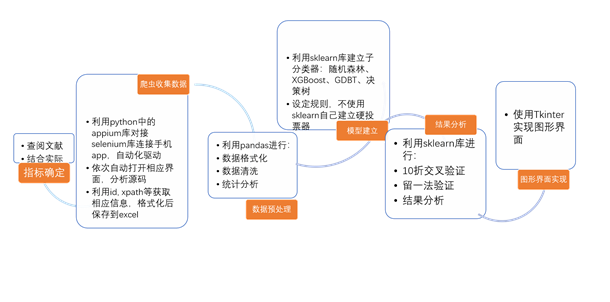 • 查阅文献
• 结合实际
指标确定
爬虫收集数据
• 利用python中的
appium库对接
selenium库连接手机
app，自动化驱动
• 依次自动打开相应界
面，分析源码
• 利用id, xpath等获取
相应信息，格式化后
保存到excel
• 利用pandas进行：
• 数据格式化
• 数据清洗
• 统计分析
数据预处理
• 利用sklearn库建立子
分类器：随机森林、
XGBoost、GDBT、决
策树
• 设定规则，不使用
sklearn自己建立硬投
票器
模型建立
结果分析
• 利用sklearn库进
行：
• 10折交叉验证
• 留一法验证
• 结果分析
• 使用Tkinter
实现图形界
面
图形界面实现